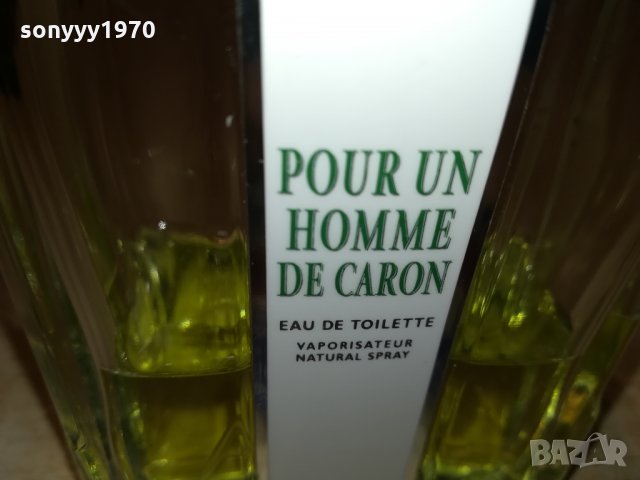 sonyyy1970
POUR UN
HOMME
DE CARON
EAU DE TOILETTE
VAPORISATEUR
NATURAL SPRAY
BAZAR